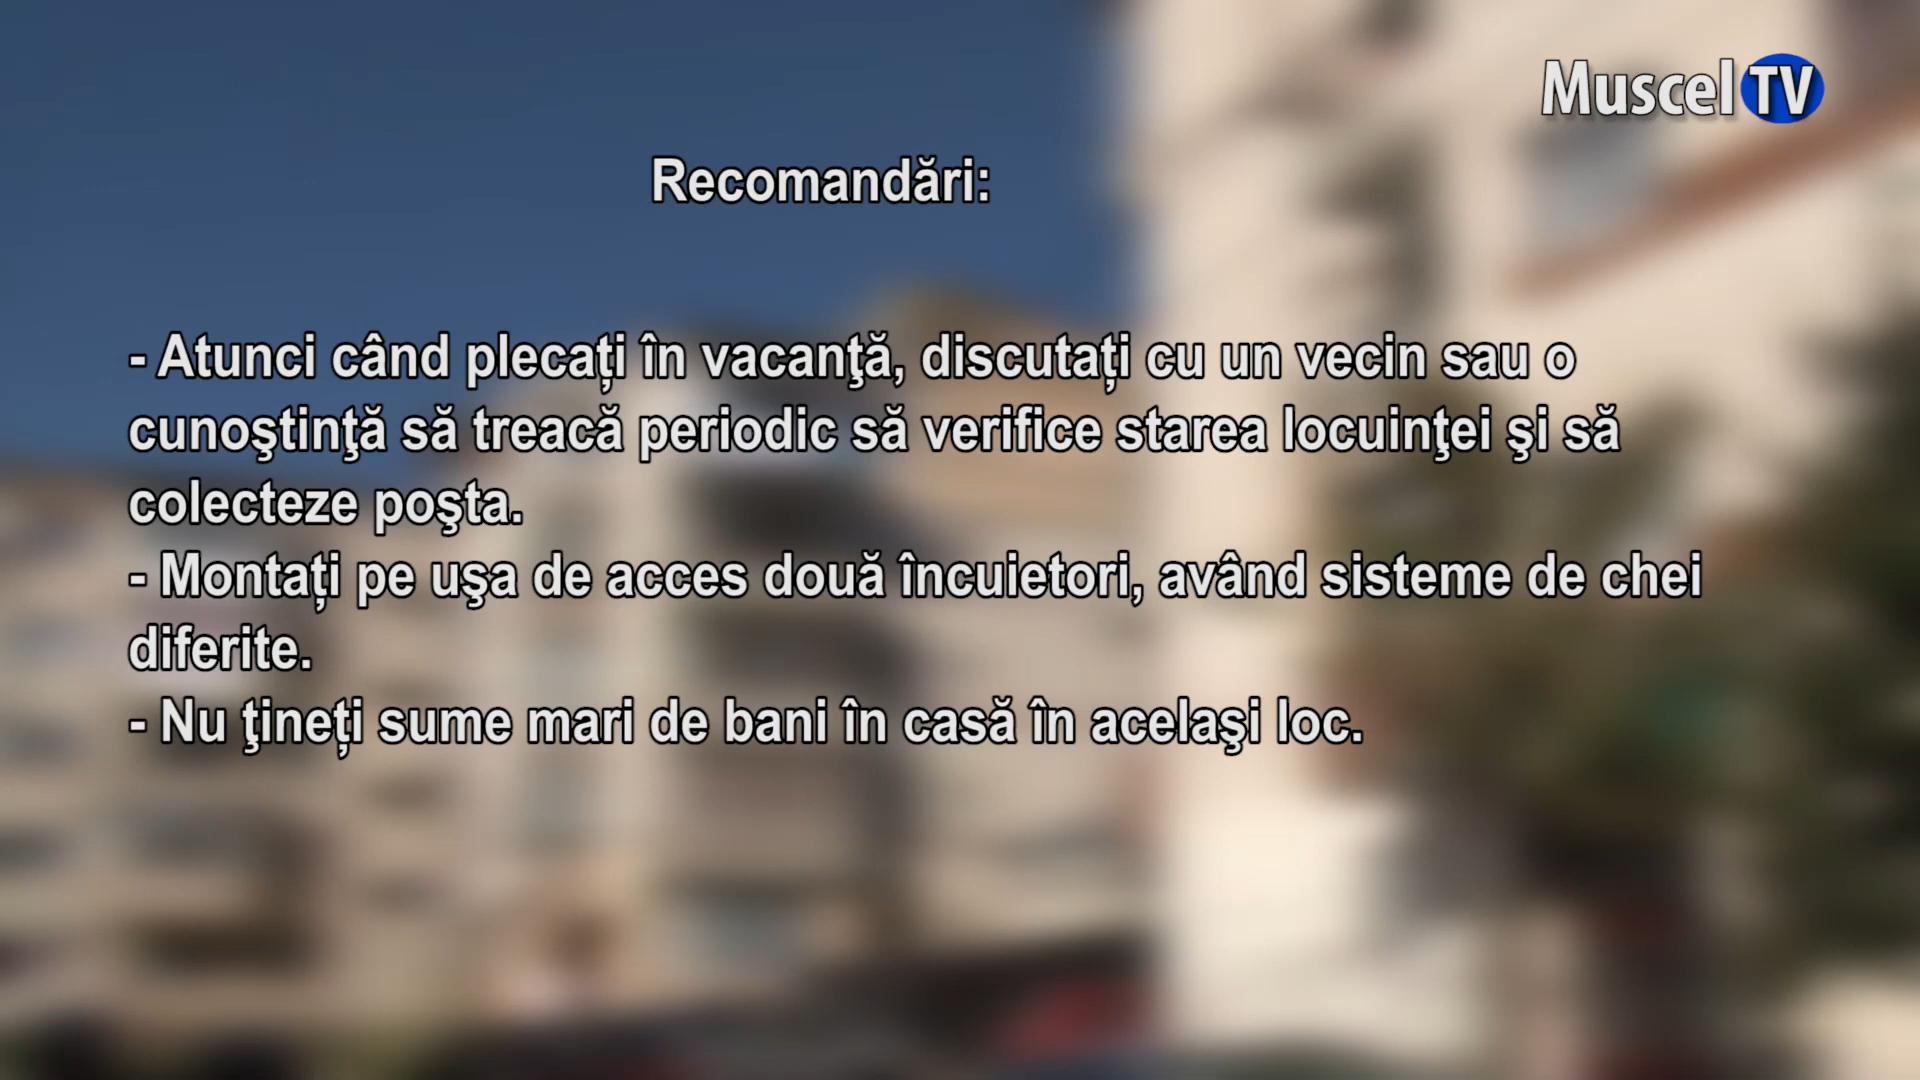 Muscel TV
Recomandări:
- Atunci când plecați în vacanţă, discutați cu un vecin sau o
cunoştinţă să treacă periodic să verifice starea locuinţei şi să
colecteze poşta.
- Montați pe uşa de acces două încuietori, având sisteme de chei
diferite.
- Nu ţineți sume mari de bani în casă în acelaşi loc.